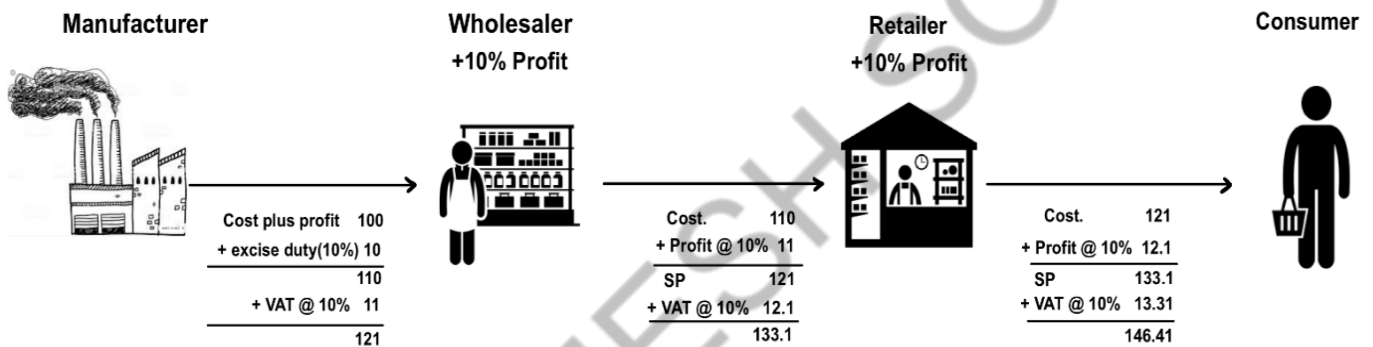 Manufacturer
Wholesaler
+10% Profit
Retailer
+10% Profit
Consumer
Cost plus profit 100
+ excise duty(10%) 10
110
+ VAT @ 10% 11
121
Cost. 110
+ Profit @ 10% 11
SP 121
+ VAT @ 10% 12.1
133.1
Cost. 121
+ Profit @ 10% 12.1
SP 133.1
+ VAT @ 10% 13.31
146.41